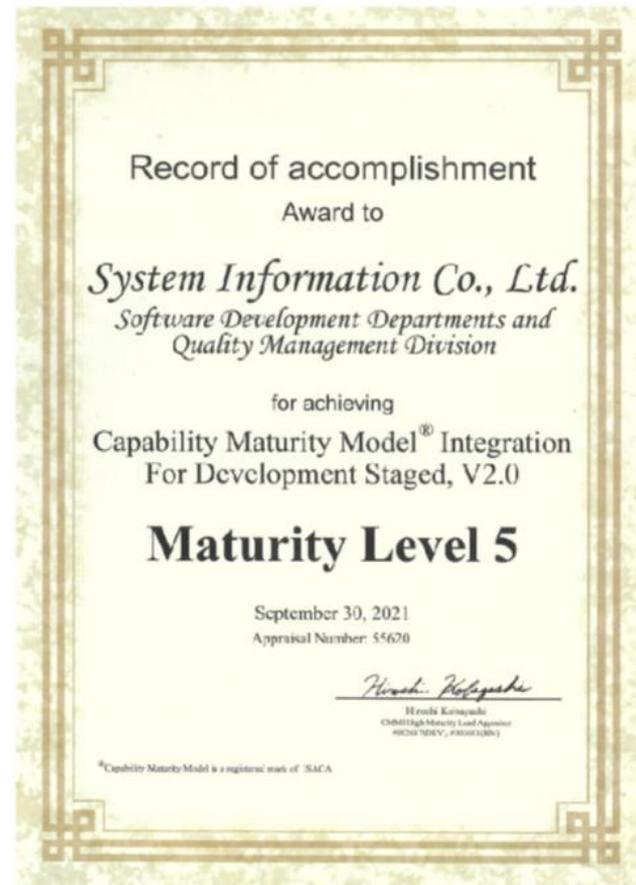 Record of accomplishment
Award to
System Information Co., Ltd.
Software Development Departments and
Quality Management Division
for achieving
Capability Maturity Model® Integration
For Development Staged, V2.0
Maturity Level 5
September 30, 2021
Appraisal Number: 55620
Hiroshi Kobayashi
Hiroshi Kobayashi
CMMI High Maturity Lead Appraiser
®Capability Maturity Model is a registered mark of ISACA